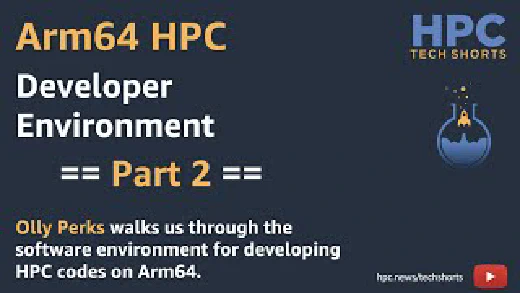 Arm64 HPC
HPC
TECH SHORTS
Developer
Environment
== Part 2 ==
Olly Perks walks us through the
software environment for developing
HPC codes on Arm64.
hpc.news/techshorts